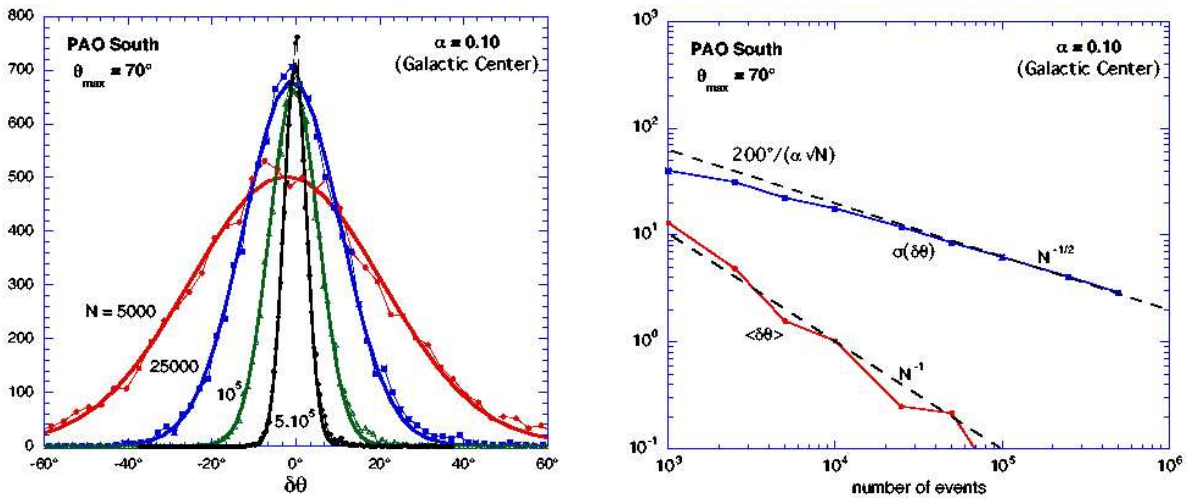 800
700
600
500
400
300
200
100
0
-60°
-40°
-20°
0°
20°
40°
60°
δθ
PAO South
θmax = 70°
α = 0.10
(Galactic Center)
N = 5000
25000
10⁵
5.10⁵
10³
10²
10¹
10⁰
10⁻¹
10³
10⁴
10⁵
10⁶
number of events
PAO South
θmax = 70°
α = 0.10
(Galactic Center)
200°/(α √N)
σ(δθ)
N⁻¹/²
<δθ>
N⁻¹